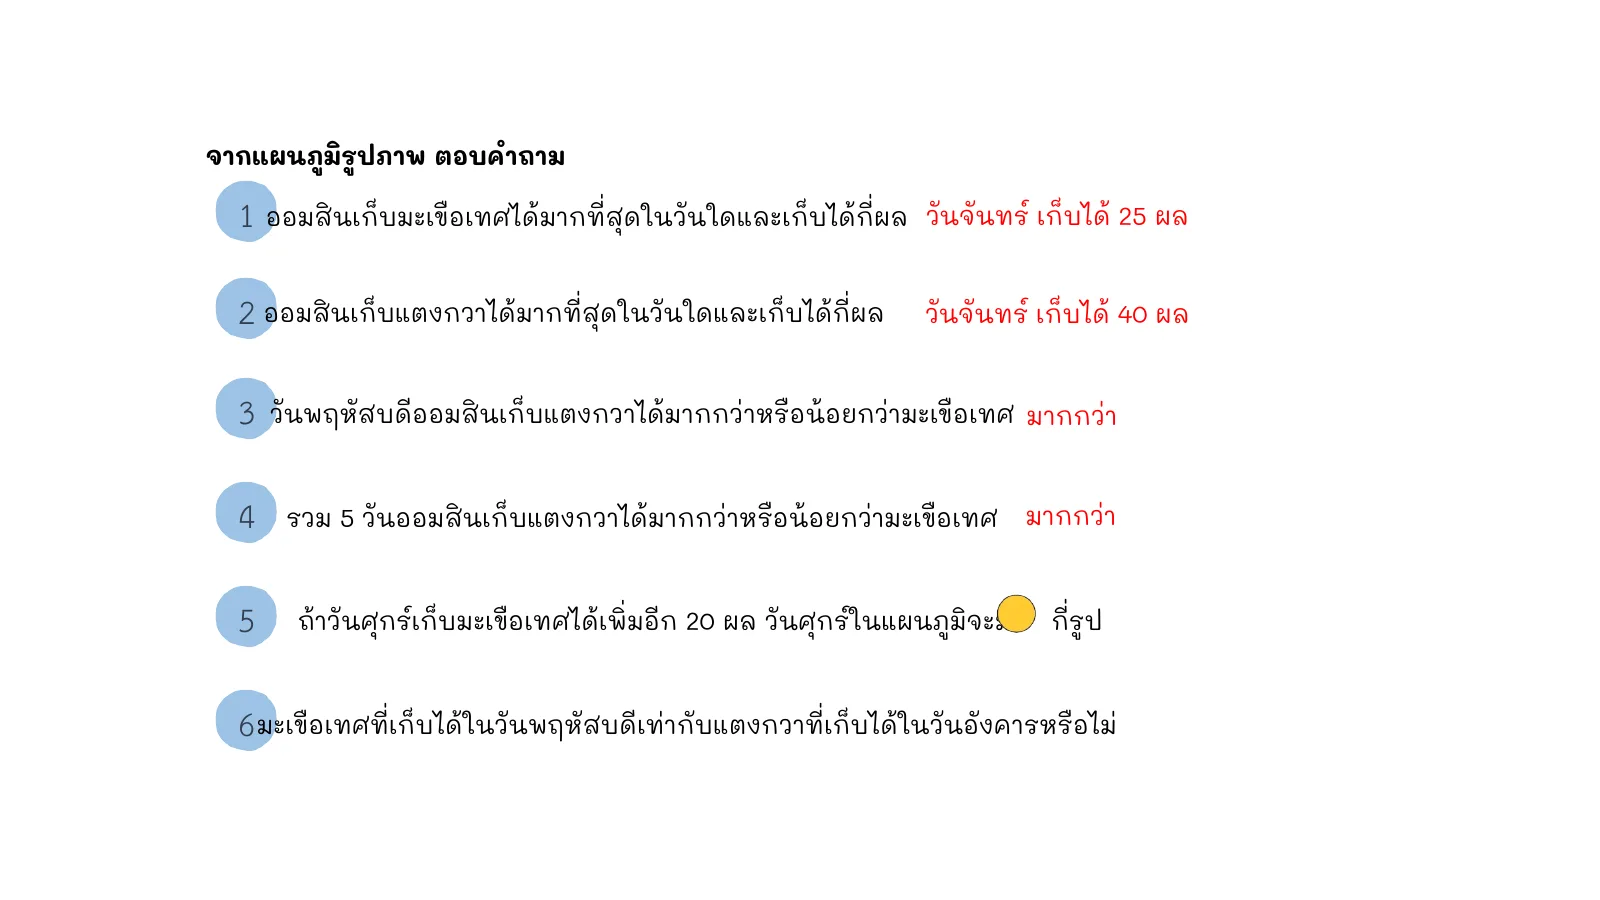 จากแผนภูมิรูปภาพ ตอบคำถาม
1 ออมสินเก็บมะเขือเทศได้มากที่สุดในวันใดและเก็บได้กี่ผล วันจันทร์ เก็บได้ 25 ผล
2 ออมสินเก็บแตงกวาได้มากที่สุดในวันใดและเก็บได้กี่ผล วันจันทร์ เก็บได้ 40 ผล
3 วันพฤหัสบดีออมสินเก็บแตงกวาได้มากกว่าหรือน้อยกว่ามะเขือเทศ มากกว่า
4 รวม 5 วันออมสินเก็บแตงกวาได้มากกว่าหรือน้อยกว่ามะเขือเทศ มากกว่า
5 ถ้าวันศุกร์เก็บมะเขือเทศได้เพิ่มอีก 20 ผล วันศุกร์ในแผนภูมิจะ กี่รูป
6 มะเขือเทศที่เก็บได้ในวันพฤหัสบดีเท่ากับแตงกวาที่เก็บได้ในวันอังคารหรือไม่